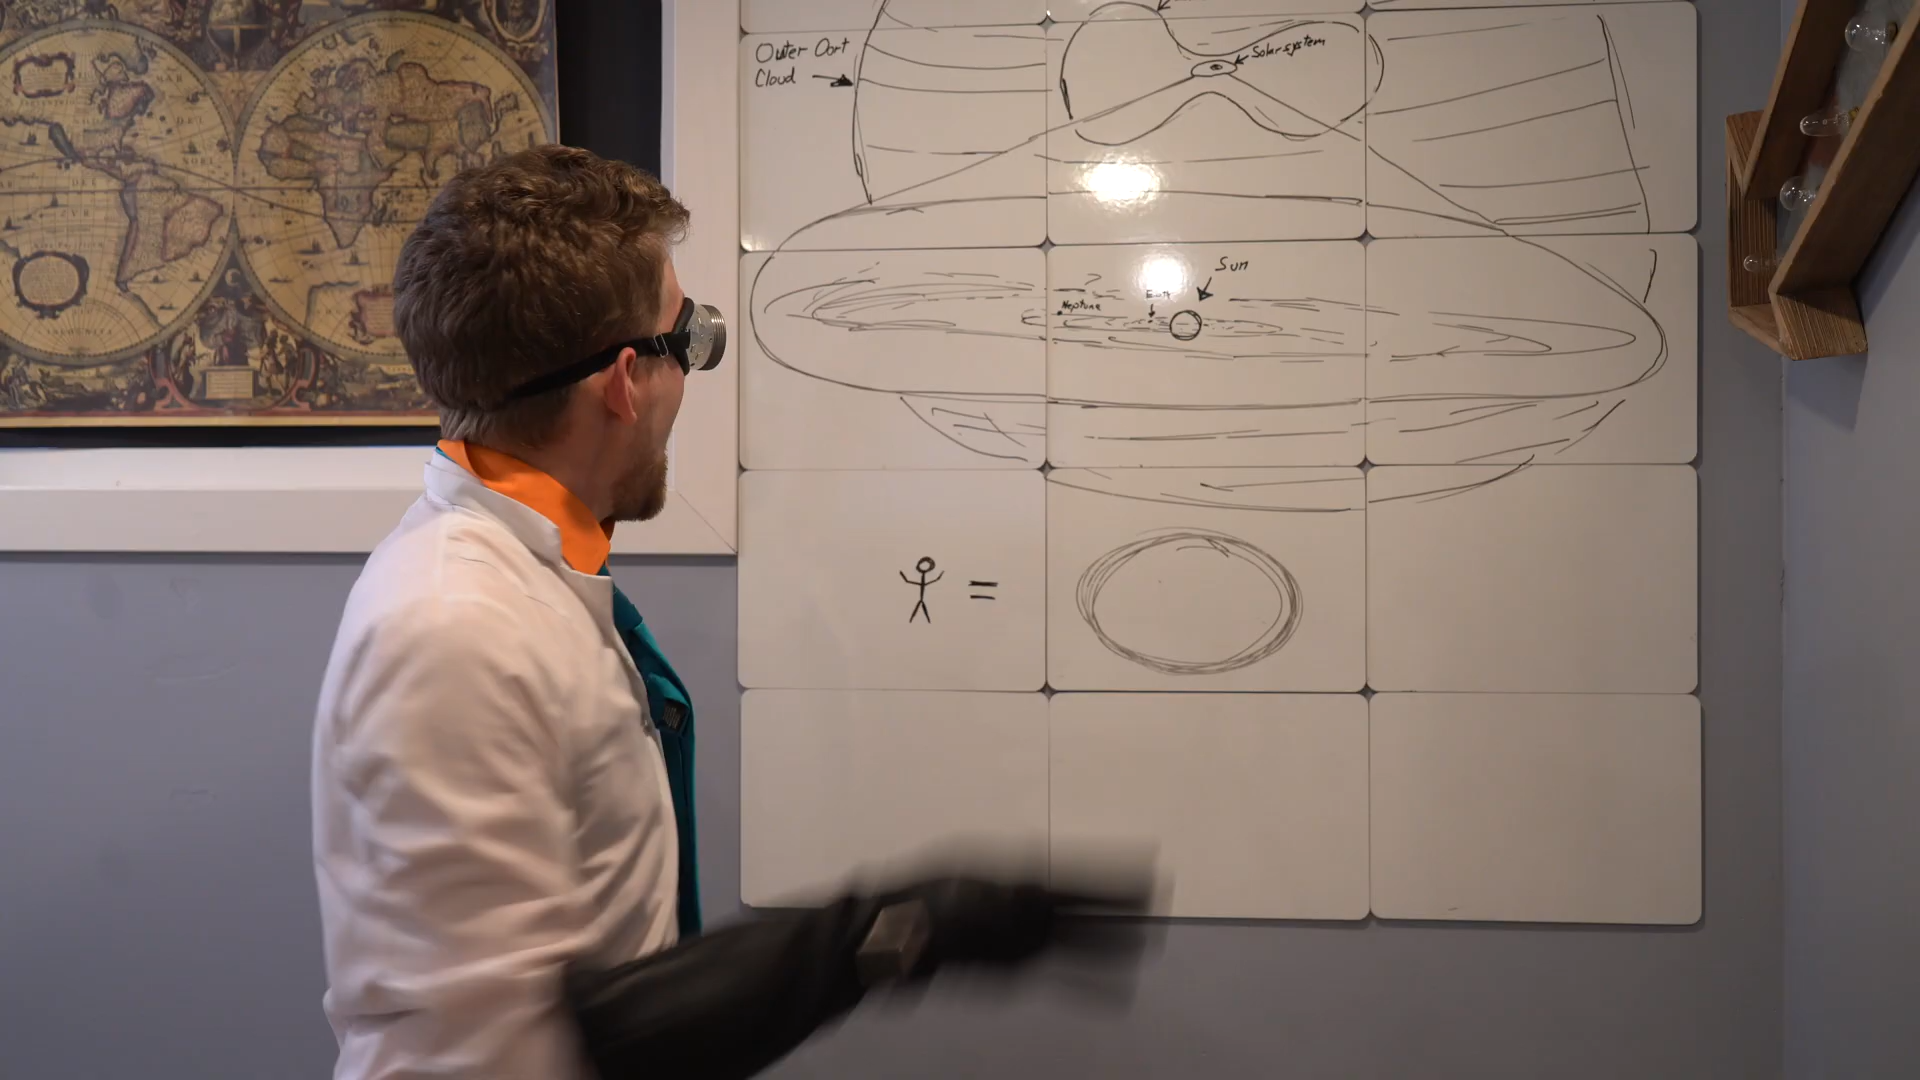 Outer Oort
Cloud
Solar system
Sun
Earth
Neptune
=